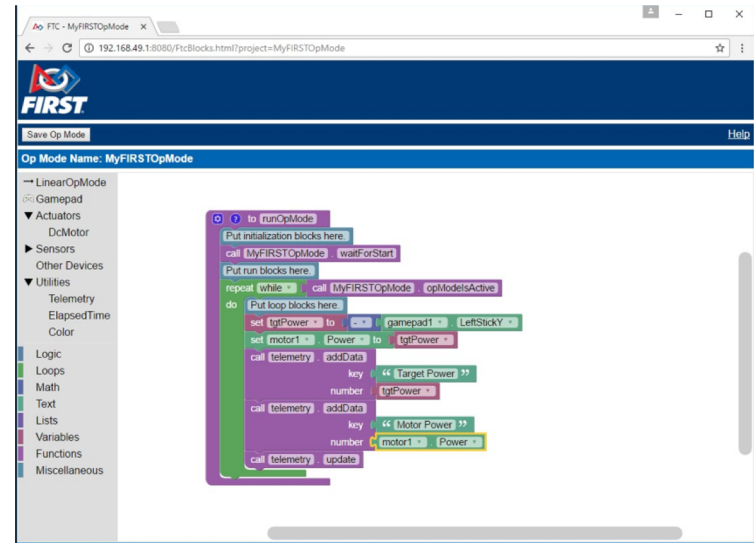 FTC - MyFIRSTOpMode
192.168.49.1:8080/FtcBlocks.html?project=MyFIRSTOpMode
FIRST
Save Op Mode
Help
Op Mode Name: MyFIRSTOpMode
LinearOpMode
Gamepad
Actuators
DcMotor
Sensors
Other Devices
Utilities
Telemetry
ElapsedTime
Color
Logic
Loops
Math
Text
Lists
Variables
Functions
Miscellaneous
to runOpMode
Put initialization blocks here.
call MyFIRSTOpMode . waitForStart
Put run blocks here.
repeat while call MyFIRSTOpMode . opModeIsActive
do Put loop blocks here.
set tgtPower to - gamepad1 . LeftStickY
set motor1 . Power to tgtPower
call telemetry . addData
key “ Target Power ”
number tgtPower
call telemetry . addData
key “ Motor Power ”
number motor1 . Power
call telemetry . update